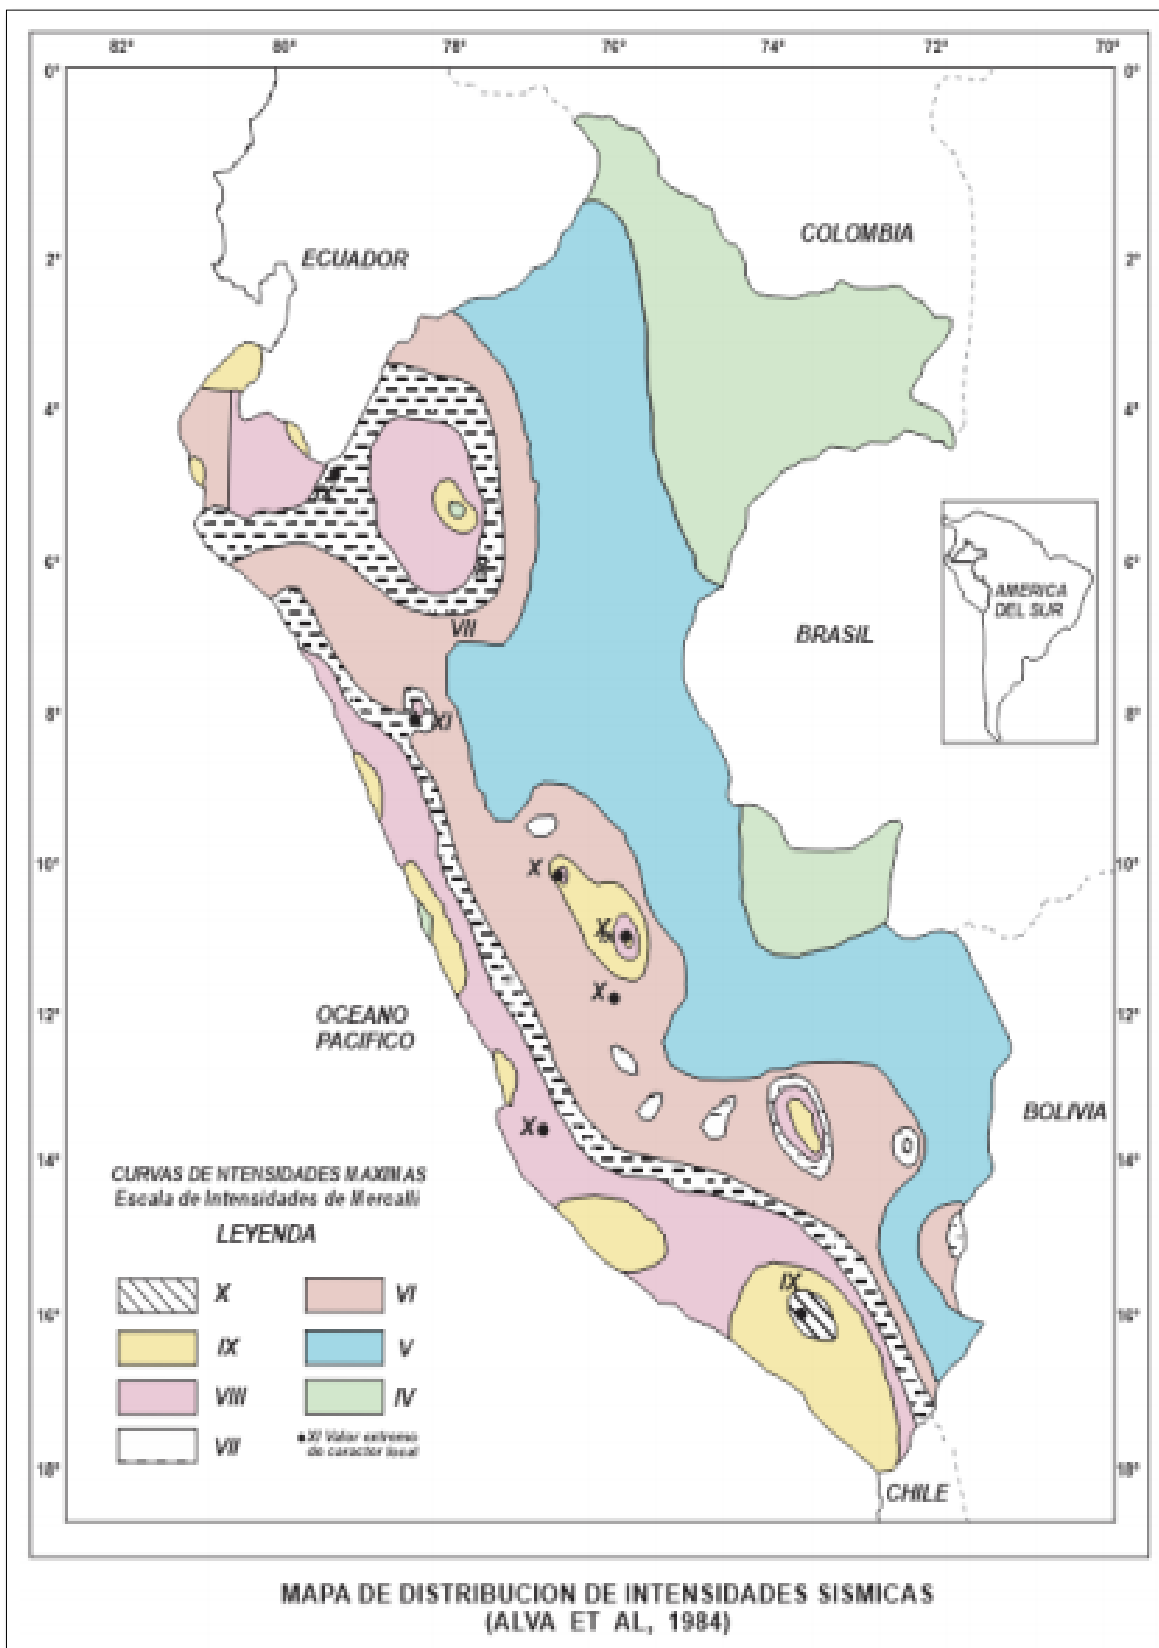 82° 80° 78° 76° 74° 72° 70°
0° 0°
COLOMBIA
ECUADOR
2° 2°
4° 4°
6° 6°
AMERICA
DEL SUR
BRASIL
VII
8° XI 8°
10° X 10°
X
X
12° 12°
OCEANO
PACIFICO
BOLIVIA
X
14° 14°
CURVAS DE NTENSIDADES MAXIMAS
Escala de Intensidades de Mercalli
LEYENDA
IX
X VI
16° 16°
IX V
VIII IV
VII
XI Valor extremo
de caracter local
18° 18°
CHILE
MAPA DE DISTRIBUCION DE INTENSIDADES SISMICAS
(ALVA ET AL, 1984)